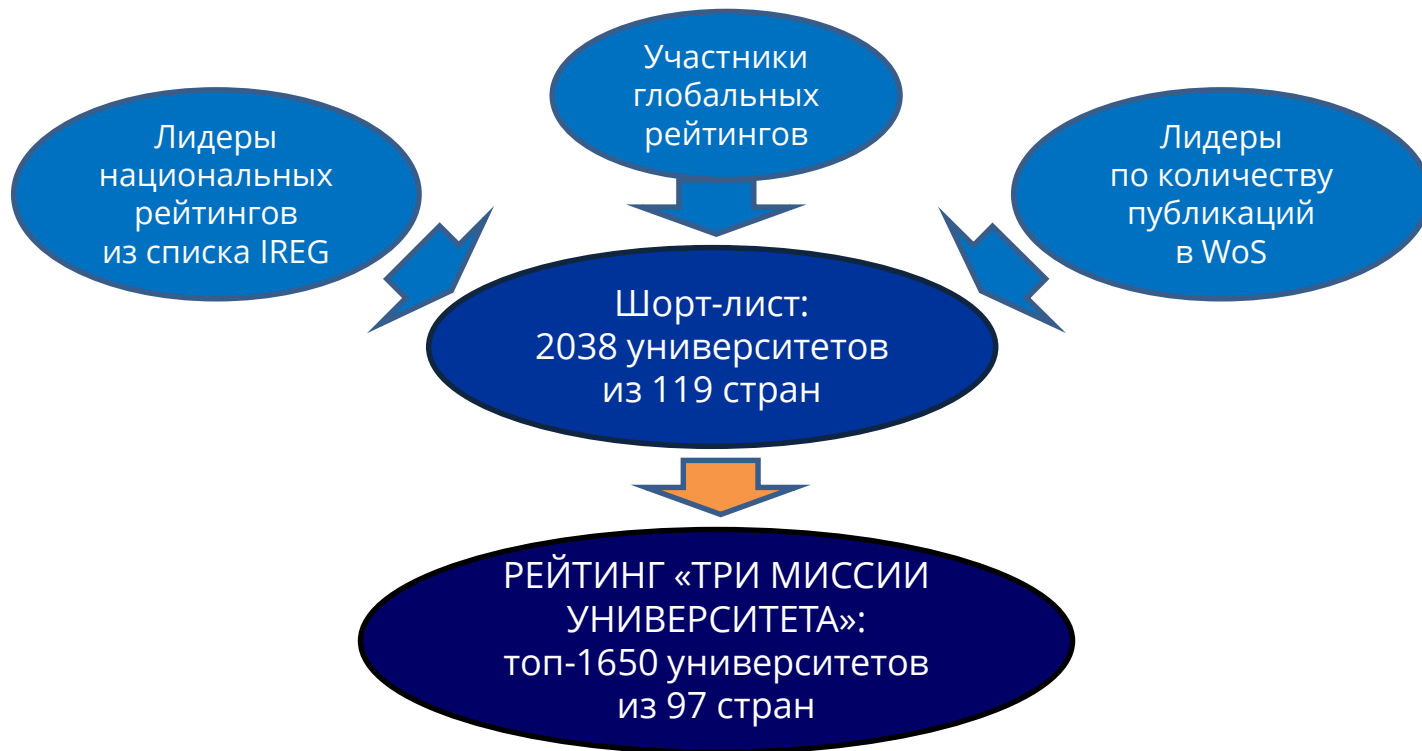 Участники
глобальных
рейтингов
Лидеры
национальных
рейтингов
из списка IREG
Лидеры
по количеству
публикаций
в WoS
Шорт-лист:
2038 университетов
из 119 стран
РЕЙТИНГ «ТРИ МИССИИ
УНИВЕРСИТЕТА»:
топ-1650 университетов
из 97 стран